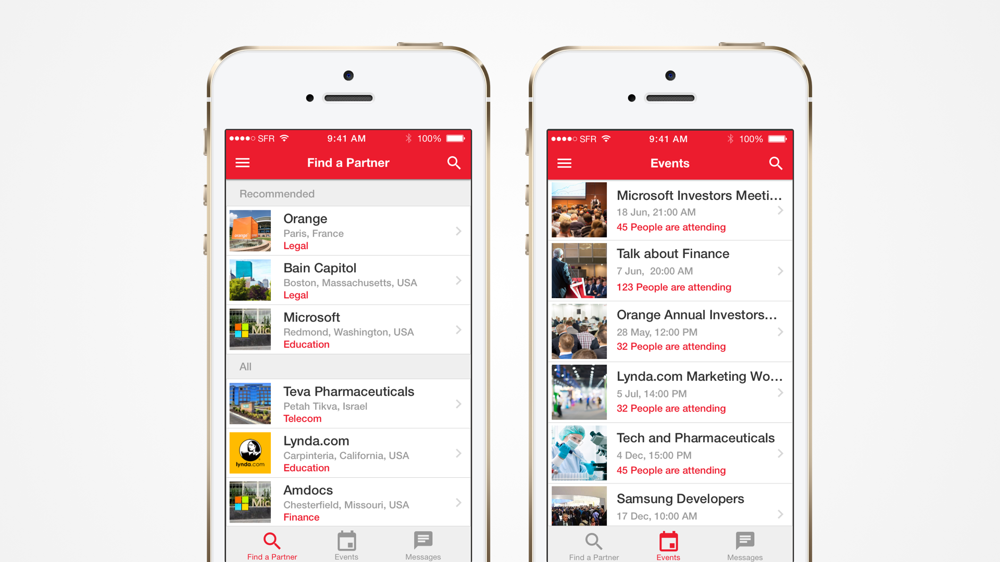 SFR
9:41 AM
100%
Find a Partner
Recommended
orange
Orange
Paris, France
Legal
Bain Capitol
Boston, Massachusetts, USA
Legal
Mic
Microsoft
Redmond, Washington, USA
Education
All
Teva Pharmaceuticals
Petah Tikva, Israel
Telecom
lynda.com
Lynda.com
Carpinteria, California, USA
Education
Mic
Amdocs
Chesterfield, Missouri, USA
Finance
Find a Partner
Events
Messages
SFR
9:41 AM
100%
Events
Microsoft Investors Meeti...
18 Jun, 21:00 AM
45 People are attending
Talk about Finance
7 Jun, 20:00 AM
123 People are attending
Orange Annual Investors...
28 May, 12:00 PM
32 People are attending
Lynda.com Marketing Wo...
5 Jul, 14:00 PM
32 People are attending
Tech and Pharmaceuticals
4 Dec, 15:00 PM
45 People are attending
Samsung Developers
17 Dec, 10:00 AM
Find a Partner
Events
Messages